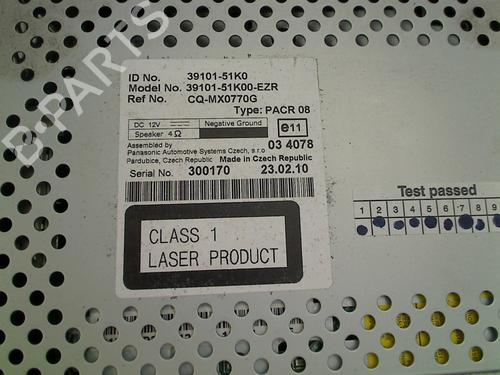 B-PARTS
ID No. 39101-51K0
Model No. 39101-51K00-EZR
Ref No. CQ-MX0770G
Type: PACR 08
DC 12V Negative Ground
Speaker 4Ω
e11
Assembled by 03 4078
Panasonic Automotive Systems Czech, s.r.o
Pardubice, Czech Republic Made in Czech Republic
Serial No. 300170 23.02.10
CLASS 1
LASER PRODUCT
Test passed
1 2 3 4 5 6 7 8 9